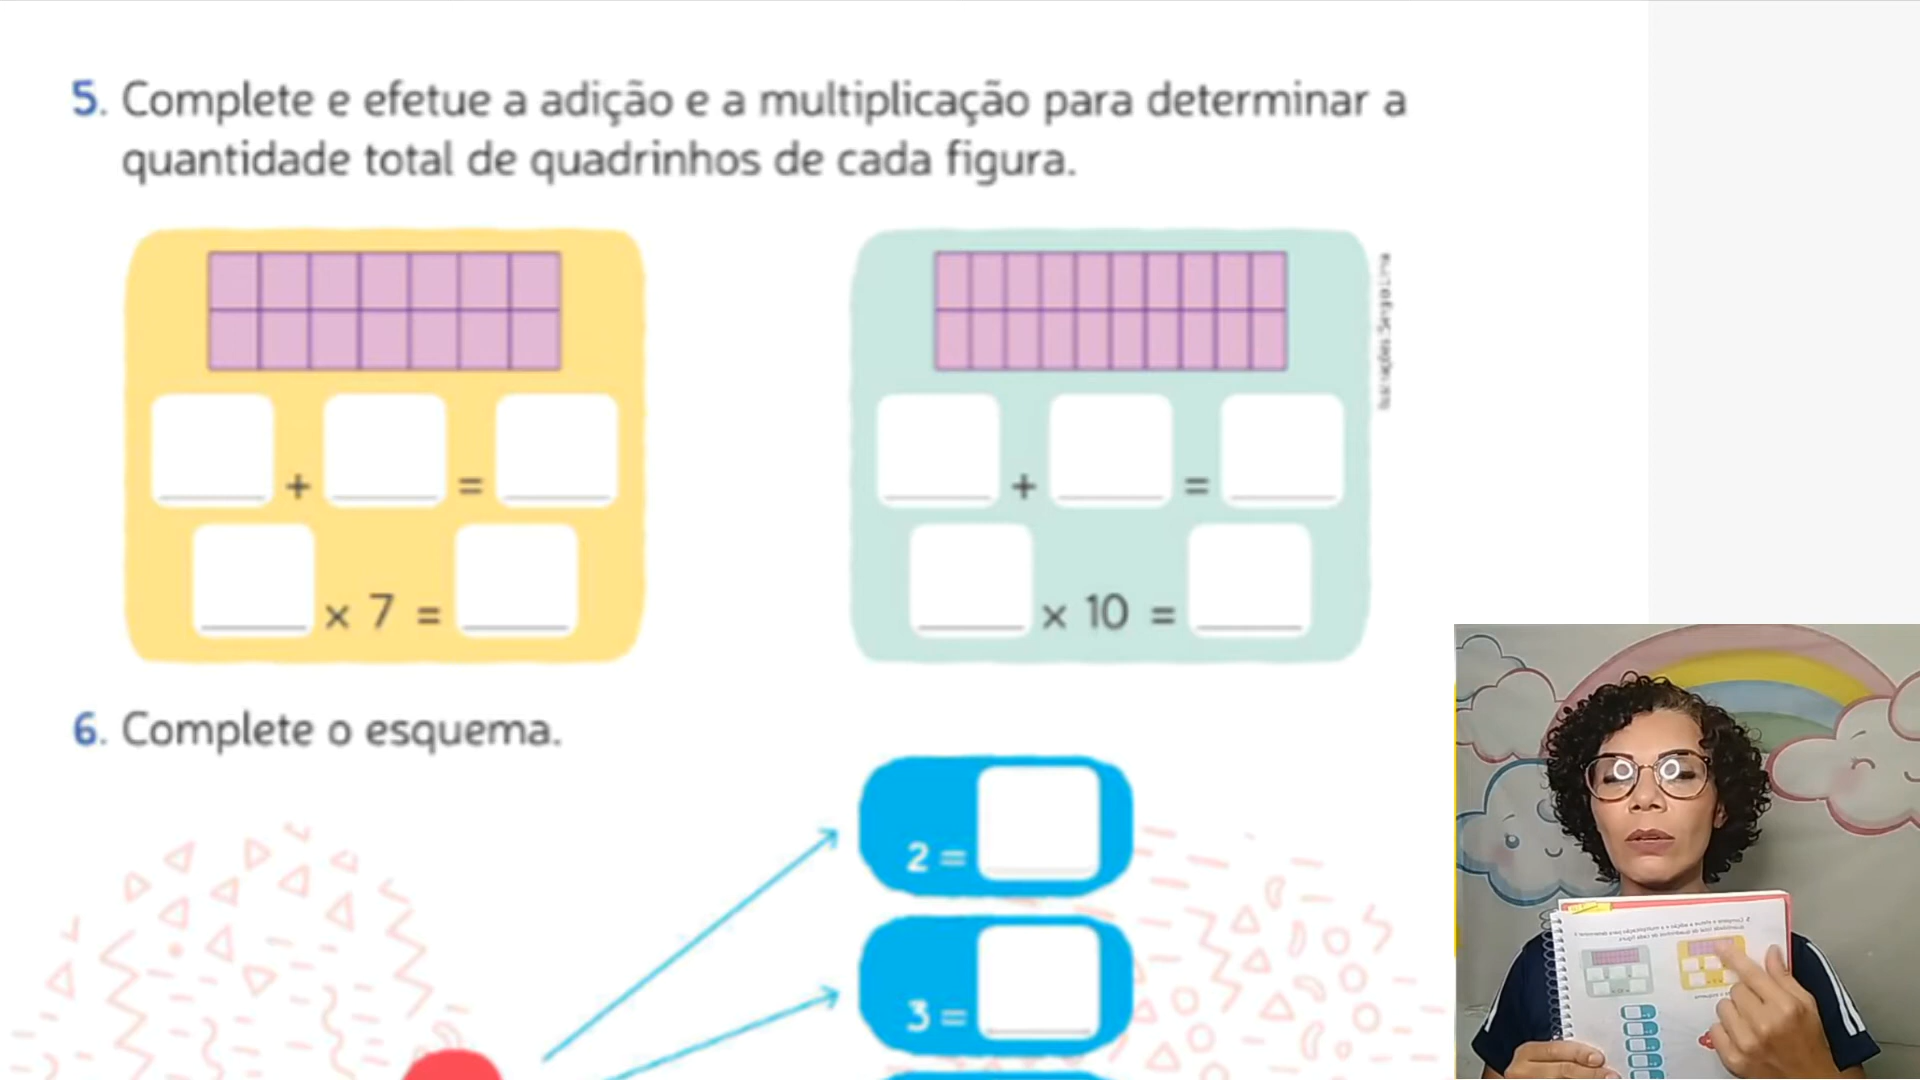 5. Complete e efetue a adição e a multiplicação para determinar a
quantidade total de quadrinhos de cada figura.
+ =
x 7 =
+ =
x 10 =
6. Complete o esquema.
2 =
3 =